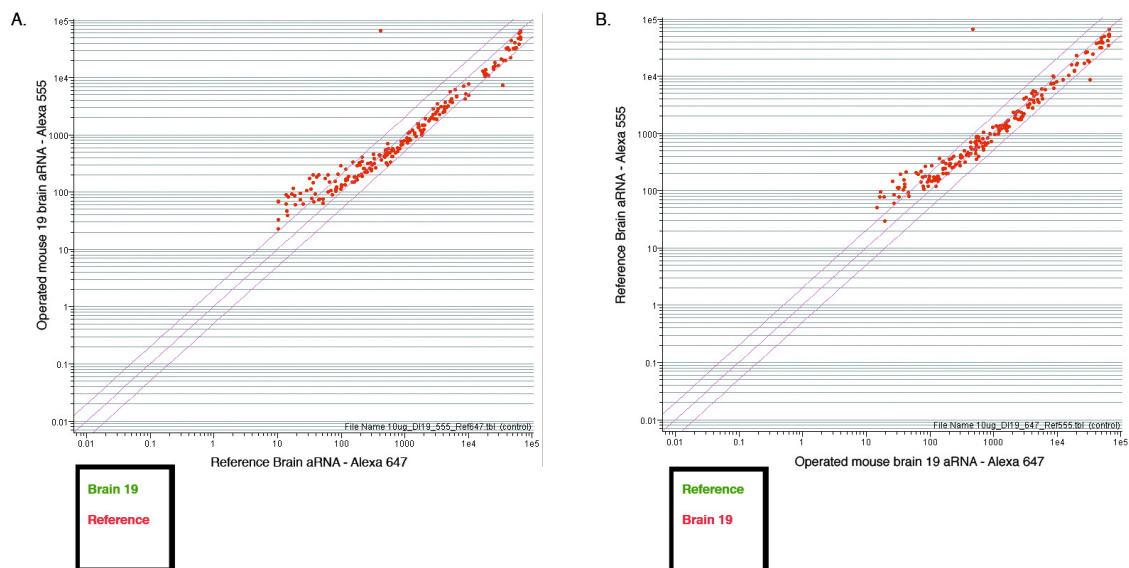 A.
1e5
1e4
1000
100
10
1
0.1
0.01
Operated mouse 19 brain aRNA - Alexa 555
File Name 10ug_DI19_555_Ref647.tbl (control)
0.01 0.1 1 10 100 1000 1e4 1e5
Reference Brain aRNA - Alexa 647
Brain 19
Reference
B.
1e5
1e4
1000
100
10
1
0.1
0.01
Reference Brain aRNA - Alexa 555
File Name 10ug_DI19_647_Ref555.tbl (control)
0.01 0.1 1 10 100 1000 1e4 1e5
Operated mouse brain 19 aRNA - Alexa 647
Reference
Brain 19